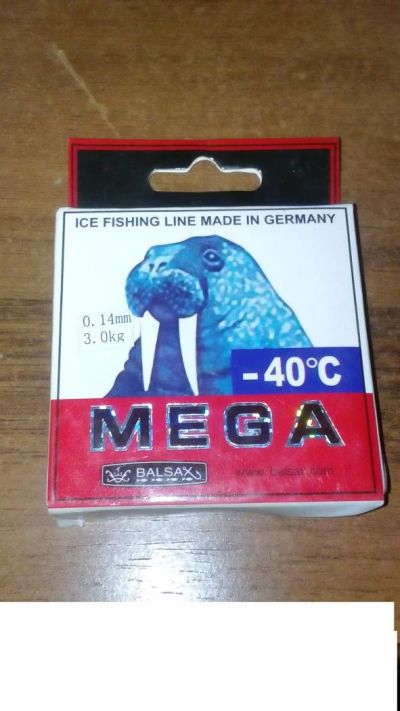 ICE FISHING LINE MADE IN GERMANY
0.14mm
3.0kg
-40°C
MEGA
BALSAX
www.balsax.com